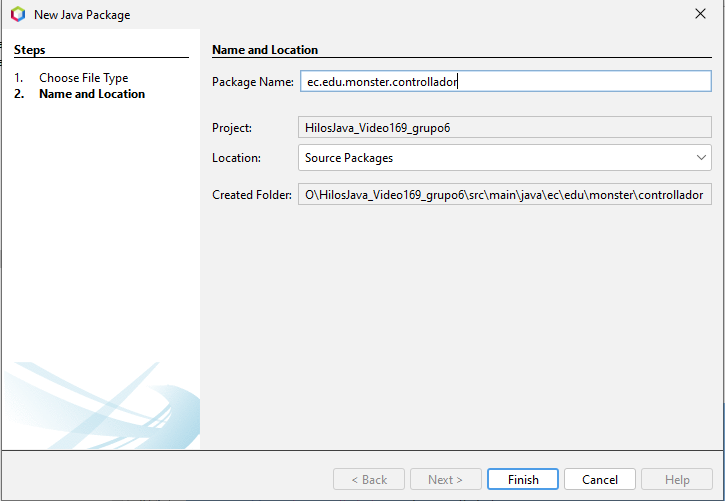 New Java Package
Steps
1. Choose File Type
2. Name and Location
Name and Location
Package Name: ec.edu.monster.controllador
Project: HilosJava_Video169_grupo6
Location: Source Packages
Created Folder: O\HilosJava_Video169_grupo6\src\main\java\ec\edu\monster\controllador
< Back
Next >
Finish
Cancel
Help